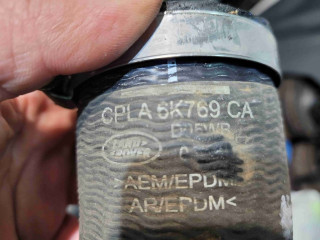 CPLA 6K769 CA
LAND
ROVER
>AEM/EPDM
AR/EPDM<